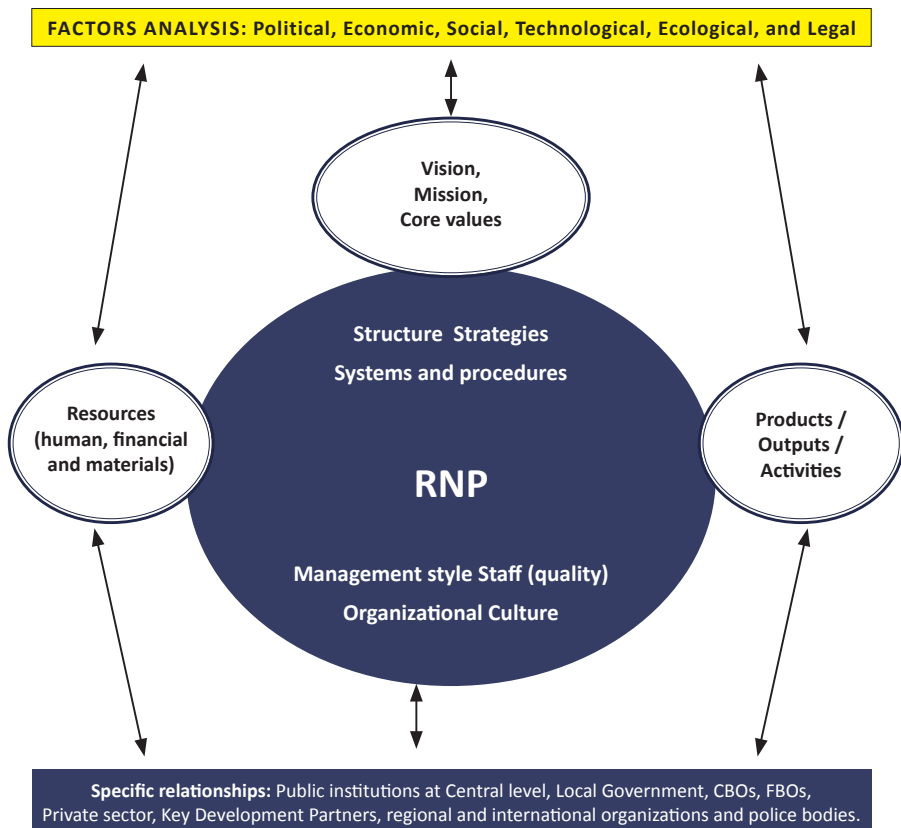 FACTORS ANALYSIS: Political, Economic, Social, Technological, Ecological, and Legal
Vision,
Mission,
Core values
Structure Strategies
Systems and procedures
Resources
(human, financial
and materials)
Products /
Outputs /
Activities
RNP
Management style Staff (quality)
Organizational Culture
Specific relationships: Public institutions at Central level, Local Government, CBOs, FBOs,
Private sector, Key Development Partners, regional and international organizations and police bodies.